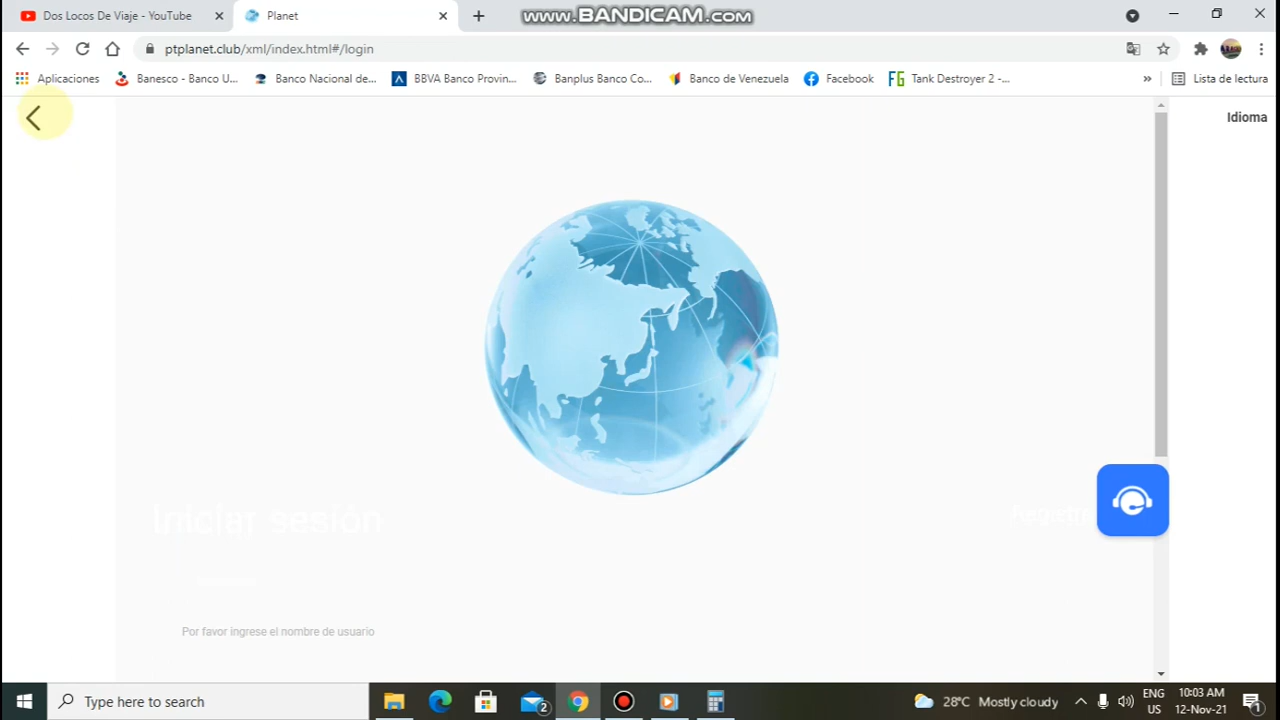 Dos Locos De Viaje - YouTube
Planet
www.BANDICAM.com
ptplanet.club/xml/index.html#/login
Aplicaciones
Banesco - Banco U...
Banco Nacional de...
BBVA Banco Provin...
Banplus Banco Co...
Banco de Venezuela
Facebook
FG Tank Destroyer 2 -...
»
Lista de lectura
Idioma
Iniciar sesión
Por favor ingrese el nombre de usuario
Type here to search
2
28°C Mostly cloudy
ENG
US
10:03 AM
12-Nov-21
1